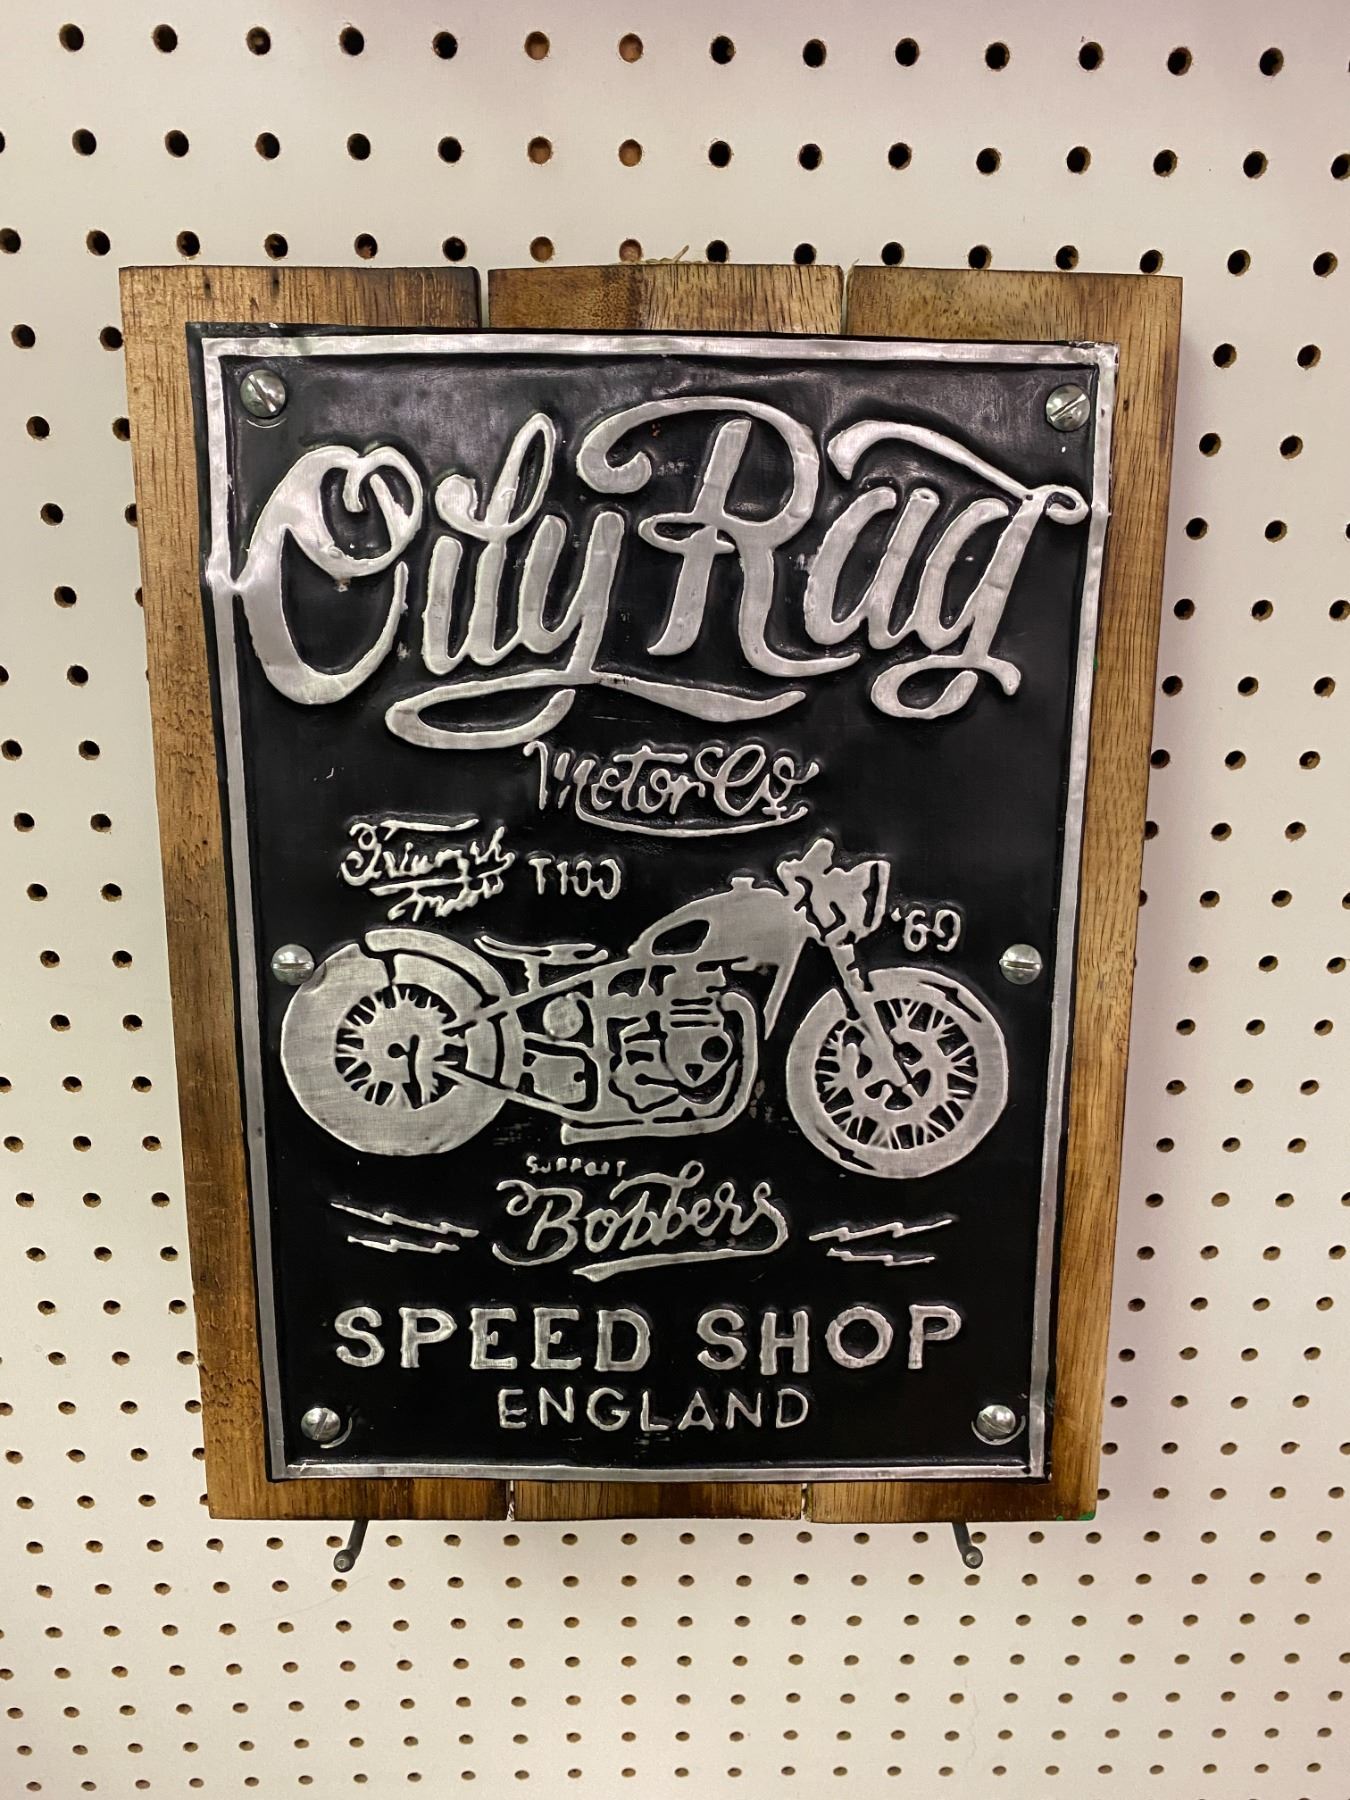 Oily Rag
Motor Co.
Triumph T100
Motor
'69
SUPPORT
Bobbers
SPEED SHOP
ENGLAND